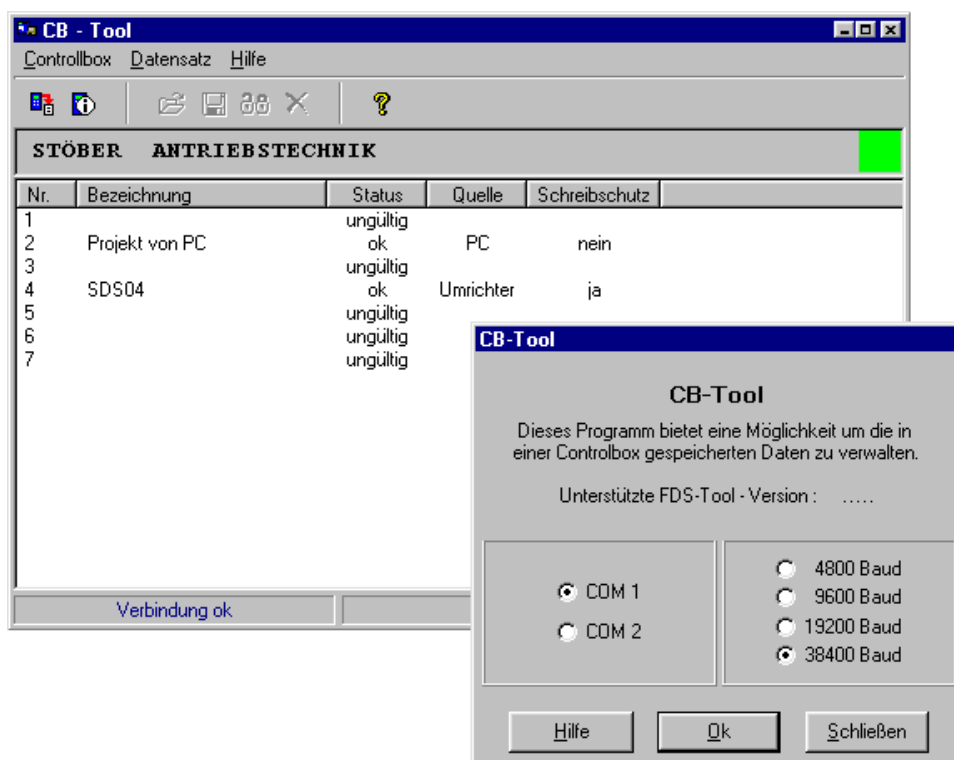 CB - Tool
Controllbox Datensatz Hilfe
STÖBER ANTRIEBSTECHNIK
Nr. Bezeichnung Status Quelle Schreibschutz
1 ungültig
2 Projekt von PC ok PC nein
3 ungültig
4 SDS04 ok Umrichter ja
5 ungültig
6 ungültig
7 ungültig
Verbindung ok
CB-Tool
CB-Tool
Dieses Programm bietet eine Möglichkeit um die in
einer Controlbox gespeicherten Daten zu verwalten.
Unterstützte FDS-Tool - Version : .....
COM 1
COM 2
4800 Baud
9600 Baud
19200 Baud
38400 Baud
Hilfe Ok Schließen